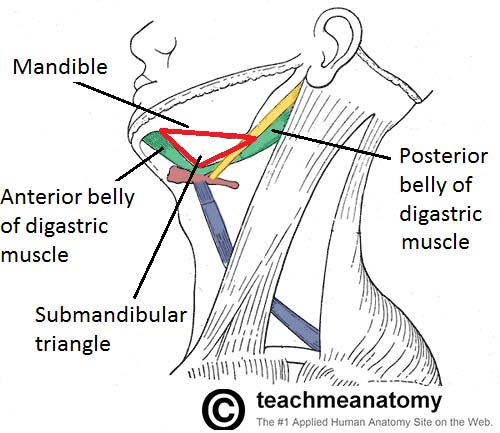 Mandible
Anterior belly
of digastric
muscle
Submandibular
triangle
Posterior
belly of
digastric
muscle
© teachmeanatomy
The #1 Applied Human Anatomy Site on the Web.